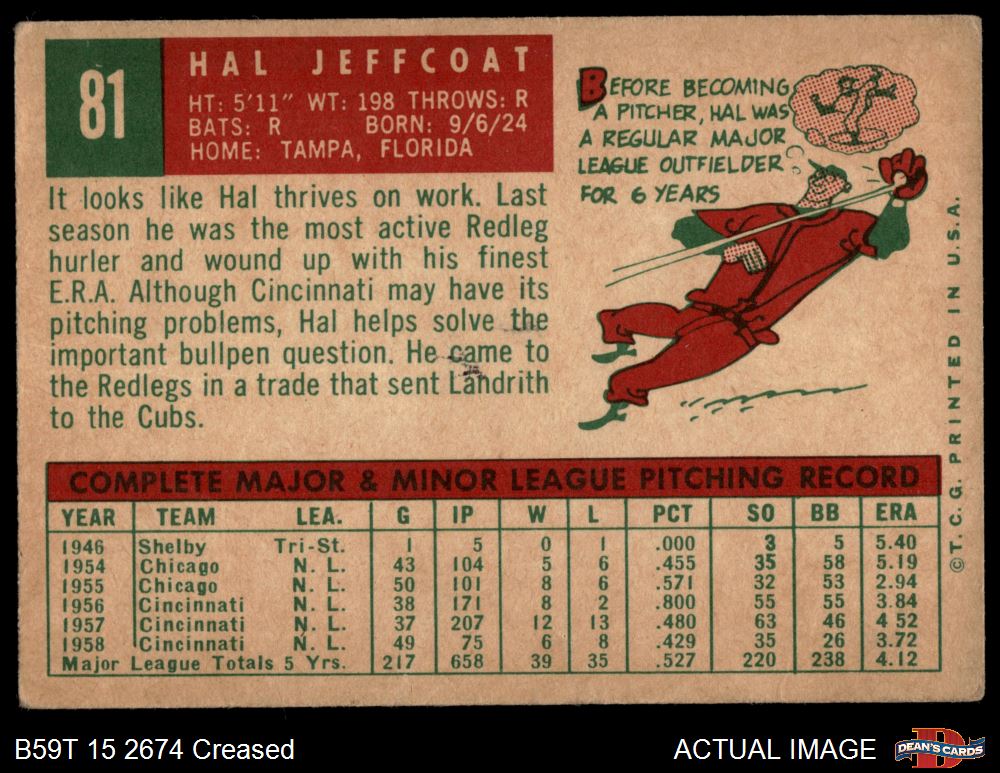 81
HAL JEFFCOAT
HT: 5'11" WT: 198 THROWS: R
BATS: R BORN: 9/6/24
HOME: TAMPA, FLORIDA
It looks like Hal thrives on work. Last
season he was the most active Redleg
hurler and wound up with his finest
E.R.A. Although Cincinnati may have its
pitching problems, Hal helps solve the
important bullpen question. He came to
the Redlegs in a trade that sent Landrith
to the Cubs.
BEFORE BECOMING
A PITCHER, HAL WAS
A REGULAR MAJOR
LEAGUE OUTFIELDER
FOR 6 YEARS
COMPLETE MAJOR & MINOR LEAGUE PITCHING RECORD
YEAR TEAM LEA. G IP W L PCT SO BB ERA
1946 Shelby Tri-St. 1 5 0 1 .000 3 5 5.40
1954 Chicago N. L. 43 104 5 6 .455 35 58 5.19
1955 Chicago N. L. 50 101 8 6 .571 32 53 2.94
1956 Cincinnati N. L. 38 171 8 2 .800 55 55 3.84
1957 Cincinnati N. L. 37 207 12 13 .480 63 46 4 52
1958 Cincinnati N. L. 49 75 6 8 .429 35 26 3.72
Major League Totals 5 Yrs. 217 658 39 35 .527 220 238 4.12
©T. C. G. PRINTED IN U.S.A.
B59T 15 2674 Creased
ACTUAL IMAGE
D
DEAN'S CARDS